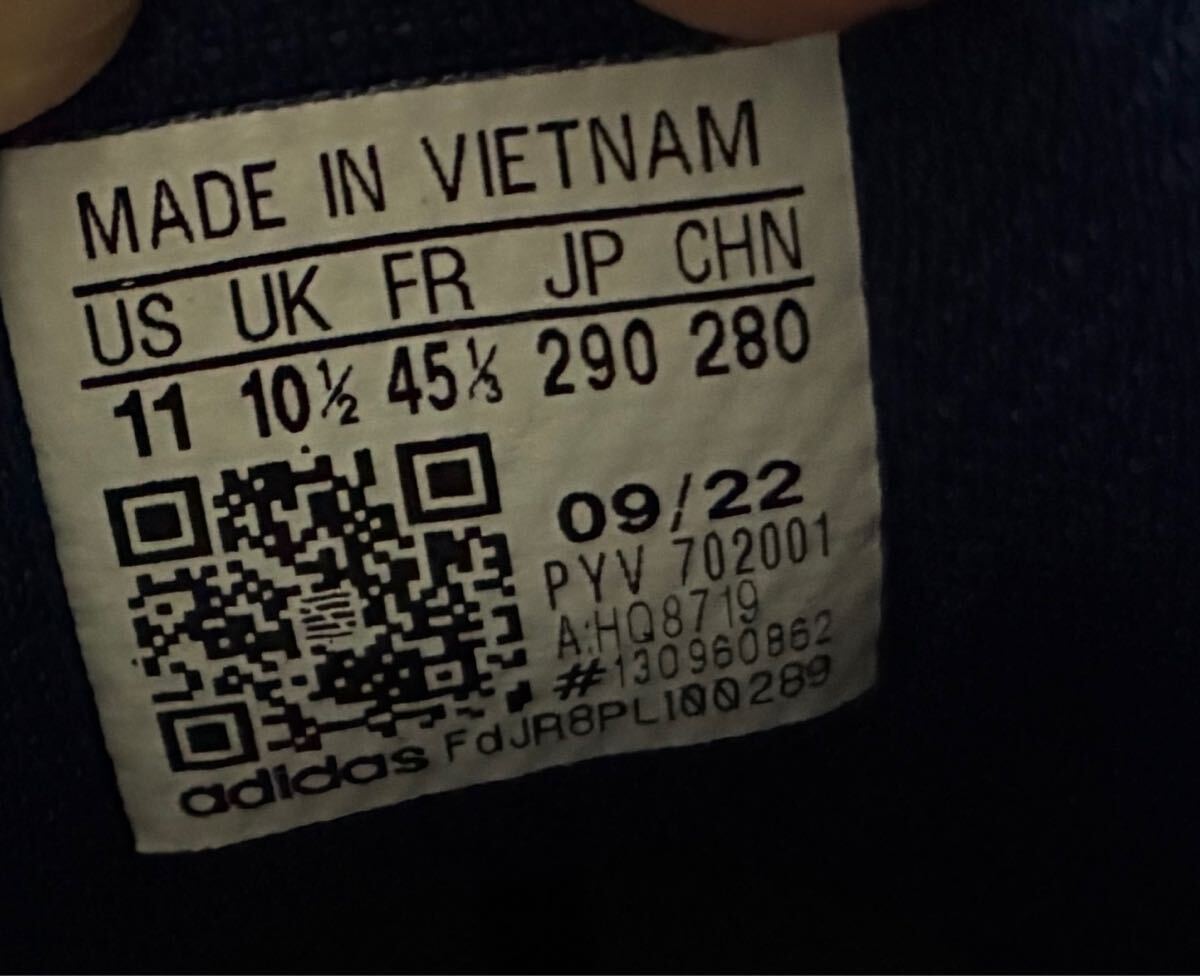 MADE IN VIETNAM
US UK FR JP CHN
11 10½ 45⅓ 290 280
09/22
PYV 702001
A:HQ8719
#130960862
adidas FdJR8PL100289